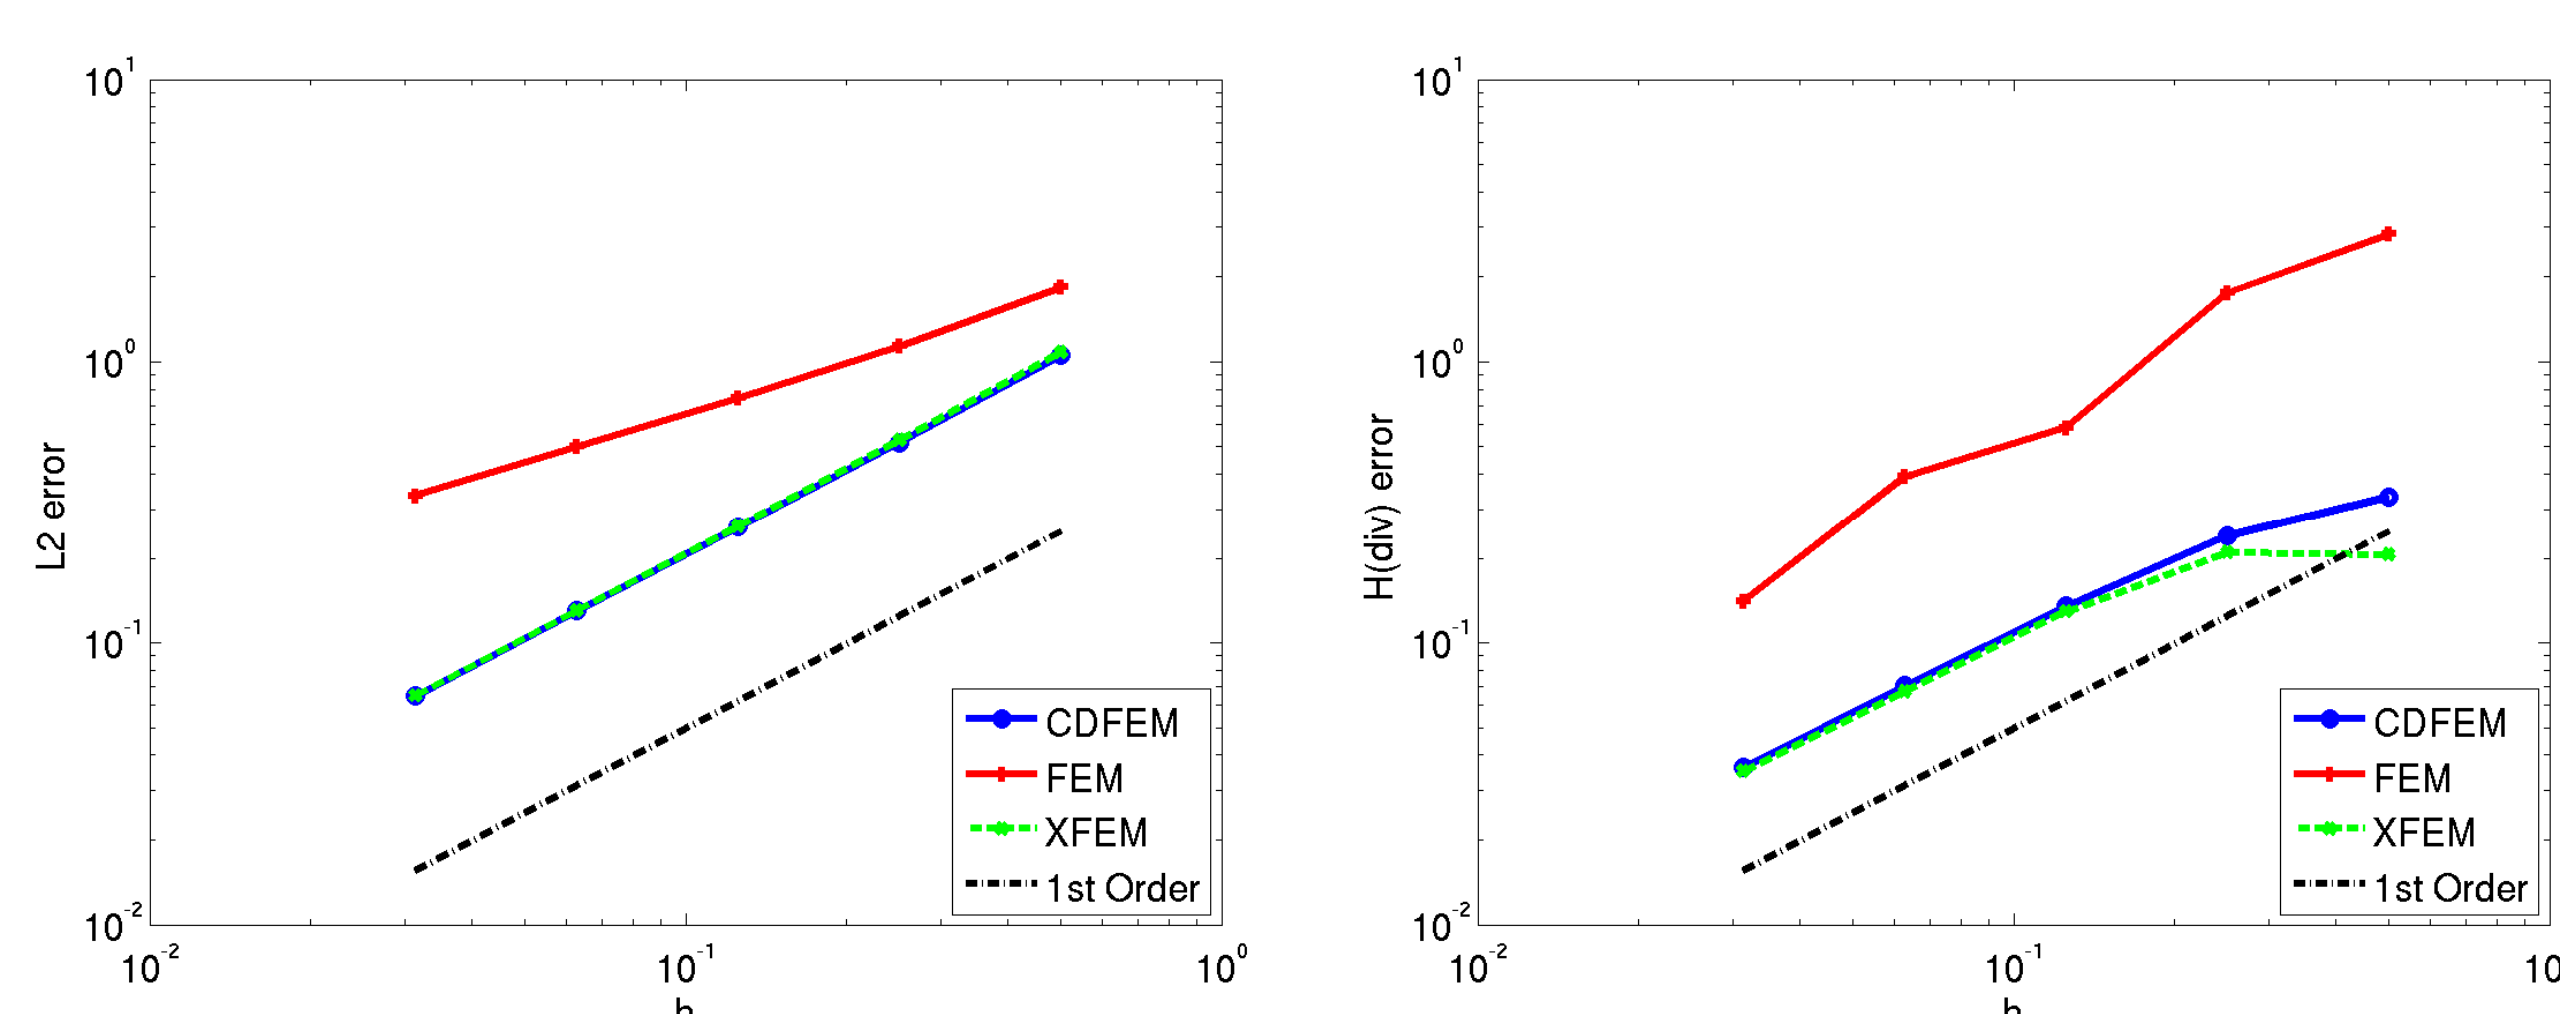 10^1
10^0
10^-1
10^-2
L2 error
10^-2
10^-1
10^0
h
CDFEM
FEM
XFEM
1st Order
10^1
10^0
10^-1
10^-2
H(div) error
10^-2
10^-1
10
h
CDFEM
FEM
XFEM
1st Order